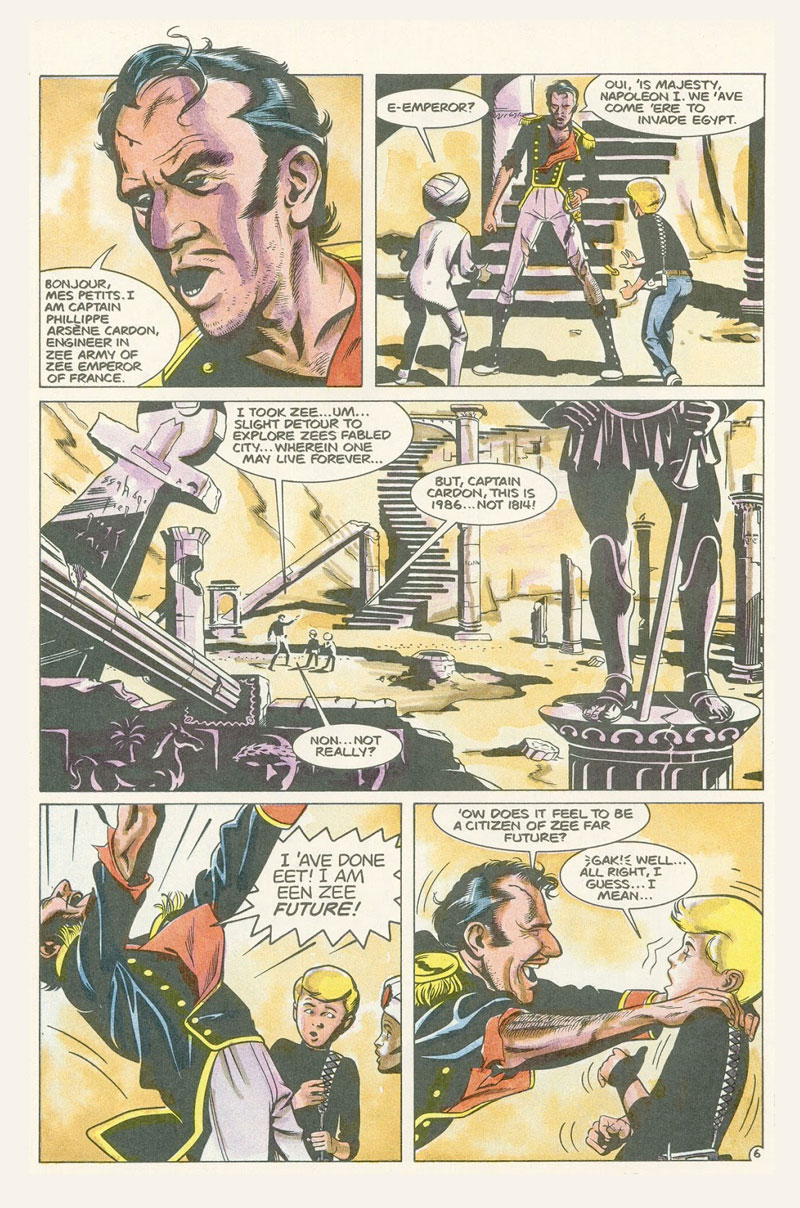 BONJOUR,
MES PETITS. I
AM CAPTAIN
PHILLIPPE
ARSÈNE CARDON,
ENGINEER IN
ZEE ARMY OF
ZEE EMPEROR
OF FRANCE.
E-EMPEROR?
OUI, 'IS MAJESTY,
NAPOLEON I. WE 'AVE
COME 'ERE TO
INVADE EGYPT.
I TOOK ZEE...UM...
SLIGHT DETOUR TO
EXPLORE ZEES FABLED
CITY...WHEREIN ONE
MAY LIVE FOREVER...
BUT, CAPTAIN
CARDON, THIS IS
1986...NOT 1814!
NON...NOT
REALLY?
I 'AVE DONE
EET! I AM
EEN ZEE
FUTURE!
'OW DOES IT FEEL TO BE
A CITIZEN OF ZEE FAR
FUTURE?
GAK! WELL...
ALL RIGHT, I
GUESS...I
MEAN...
6